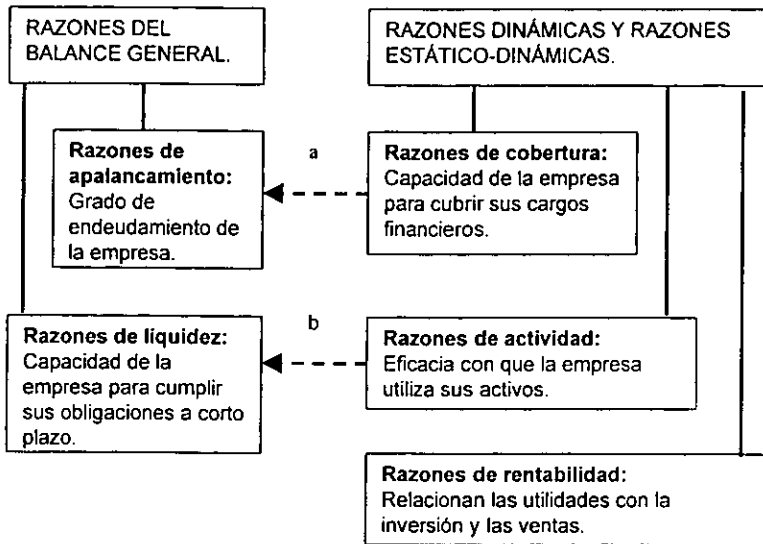 RAZONES DEL
BALANCE GENERAL.
RAZONES DINÁMICAS Y RAZONES
ESTÁTICO-DINÁMICAS.
Razones de
apalancamiento:
Grado de
endeudamiento de
la empresa.
a
Razones de cobertura:
Capacidad de la empresa
para cubrir sus cargos
financieros.
Razones de líquidez:
Capacidad de la
empresa para cumplir
sus obligaciones a corto
plazo.
b
Razones de actividad:
Eficacia con que la empresa
utiliza sus activos.
Razones de rentabilidad:
Relacionan las utilidades con la
inversión y las ventas.